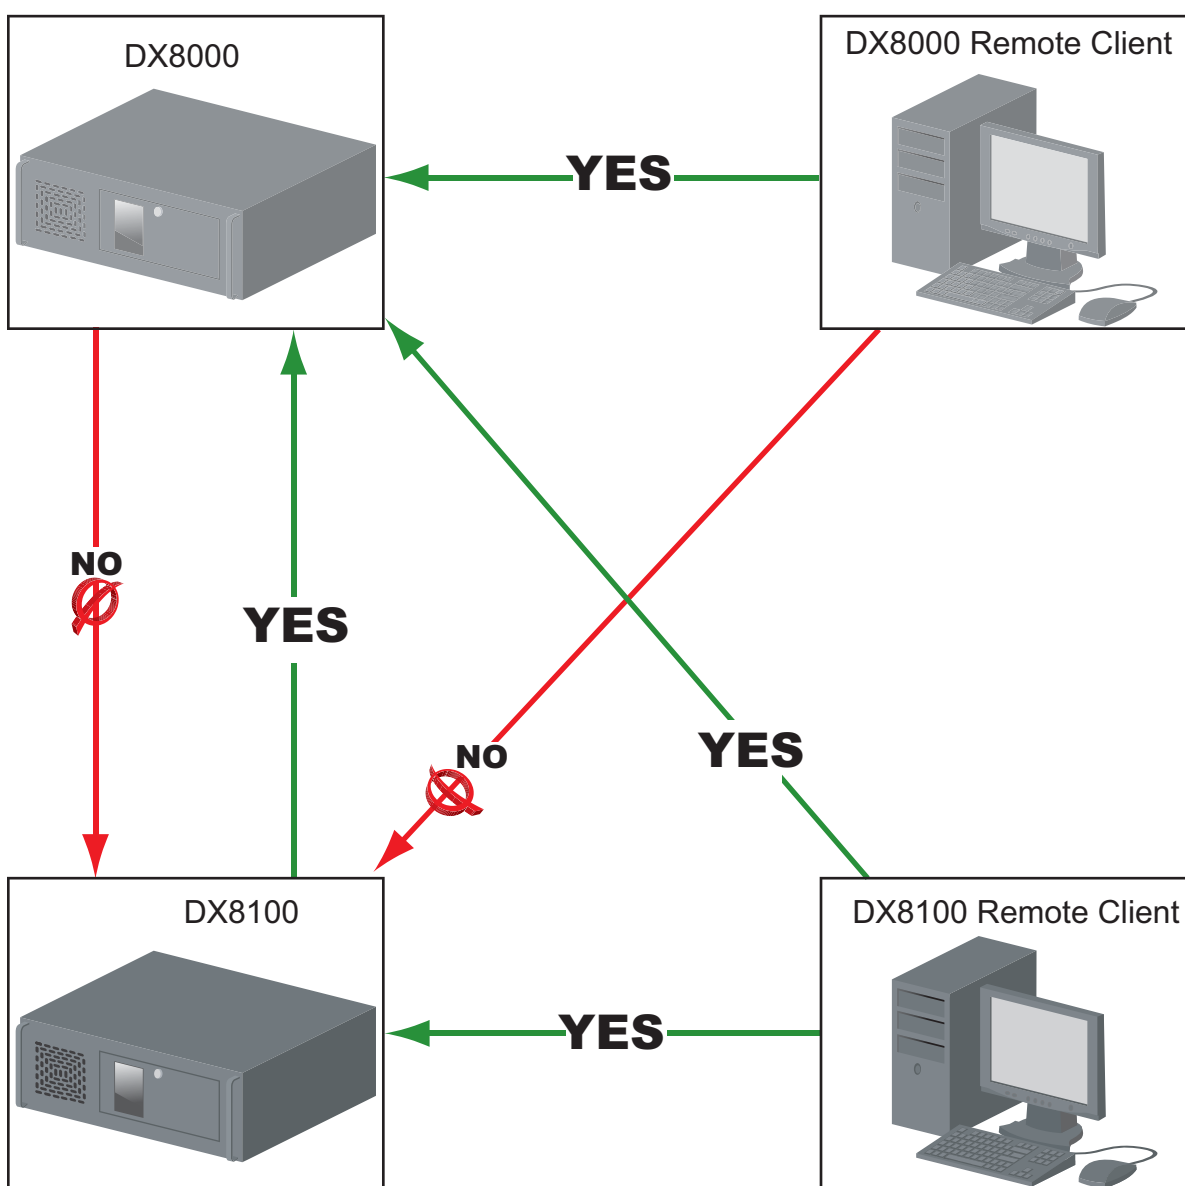 DX8000
DX8000 Remote Client
YES
NO
YES
YES
NO
DX8100
DX8100 Remote Client
YES